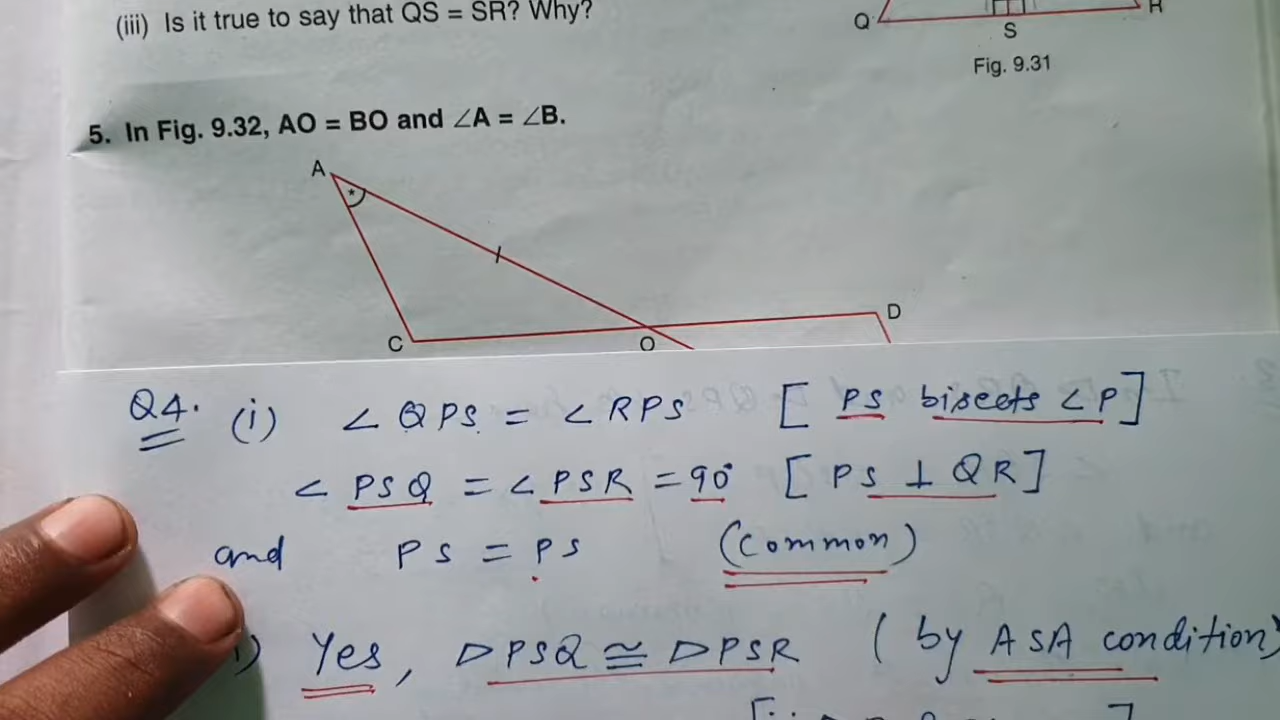 (iii) Is it true to say that QS = SR? Why?
Q S R
Fig. 9.31
5. In Fig. 9.32, AO = BO and ∠A = ∠B.
A
D
C O
Q4. (i) ∠QPS = ∠RPS [PS bisects ∠P]
∠PSQ = ∠PSR = 90° [PS ⊥ QR]
and PS = PS (Common)
) Yes, ΔPSQ ≅ ΔPSR (by ASA condition)